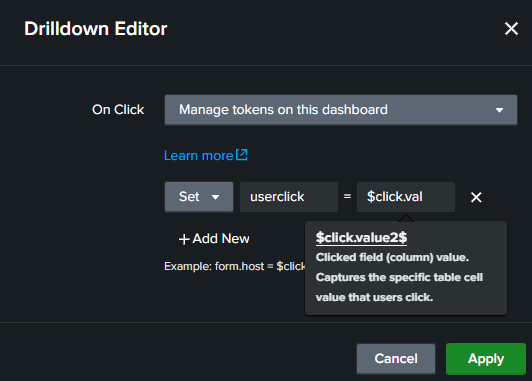 Drilldown Editor
On Click Manage tokens on this dashboard
Learn more
Set userclick = $click.val
+ Add New
$click.value2$
Clicked field (column) value.
Example: form.host = $click
Captures the specific table cell
value that users click.
Cancel Apply